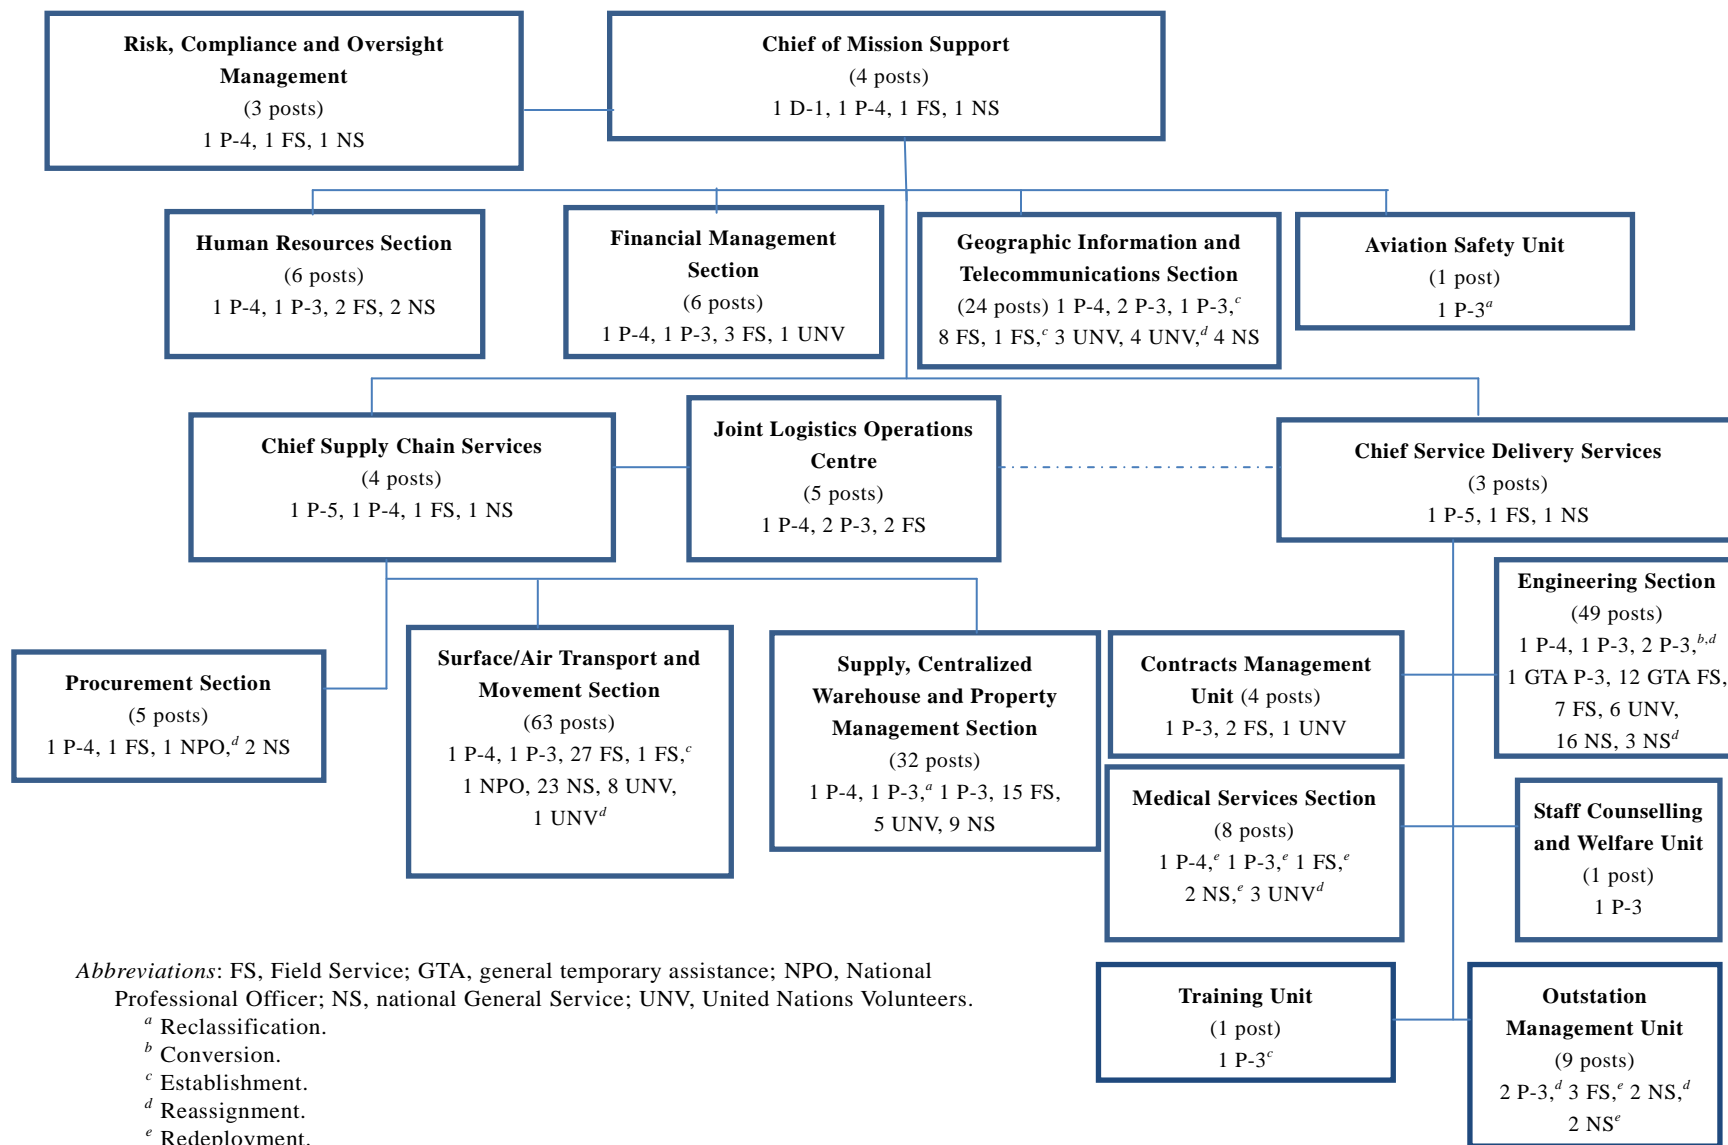 Risk, Compliance and Oversight
Management
(3 posts)
1 P-4, 1 FS, 1 NS
Chief of Mission Support
(4 posts)
1 D-1, 1 P-4, 1 FS, 1 NS
Human Resources Section
(6 posts)
1 P-4, 1 P-3, 2 FS, 2 NS
Financial Management
Section
(6 posts)
1 P-4, 1 P-3, 3 FS, 1 UNV
Geographic Information and
Telecommunications Section
(24 posts) 1 P-4, 2 P-3, 1 P-3,c
8 FS, 1 FS,c 3 UNV, 4 UNV,d 4 NS
Aviation Safety Unit
(1 post)
1 P-3a
Chief Supply Chain Services
(4 posts)
1 P-5, 1 P-4, 1 FS, 1 NS
Joint Logistics Operations
Centre
(5 posts)
1 P-4, 2 P-3, 2 FS
Chief Service Delivery Services
(3 posts)
1 P-5, 1 FS, 1 NS
Procurement Section
(5 posts)
1 P-4, 1 FS, 1 NPO,d 2 NS
Surface/Air Transport and
Movement Section
(63 posts)
1 P-4, 1 P-3, 27 FS, 1 FS,c
1 NPO, 23 NS, 8 UNV,
1 UNVd
Supply, Centralized
Warehouse and Property
Management Section
(32 posts)
1 P-4, 1 P-3,a 1 P-3, 15 FS,
5 UNV, 9 NS
Contracts Management
Unit (4 posts)
1 P-3, 2 FS, 1 UNV
Engineering Section
(49 posts)
1 P-4, 1 P-3, 2 P-3,b,d
1 GTA P-3, 12 GTA FS,
7 FS, 6 UNV,
16 NS, 3 NSd
Medical Services Section
(8 posts)
1 P-4,e 1 P-3,e 1 FS,e
2 NS,e 3 UNVd
Staff Counselling
and Welfare Unit
(1 post)
1 P-3
Training Unit
(1 post)
1 P-3c
Outstation
Management Unit
(9 posts)
2 P-3,d 3 FS,e 2 NS,d
2 NSe
Abbreviations: FS, Field Service; GTA, general temporary assistance; NPO, National
Professional Officer; NS, national General Service; UNV, United Nations Volunteers.
a Reclassification.
b Conversion.
c Establishment.
d Reassignment.
e Redeployment.